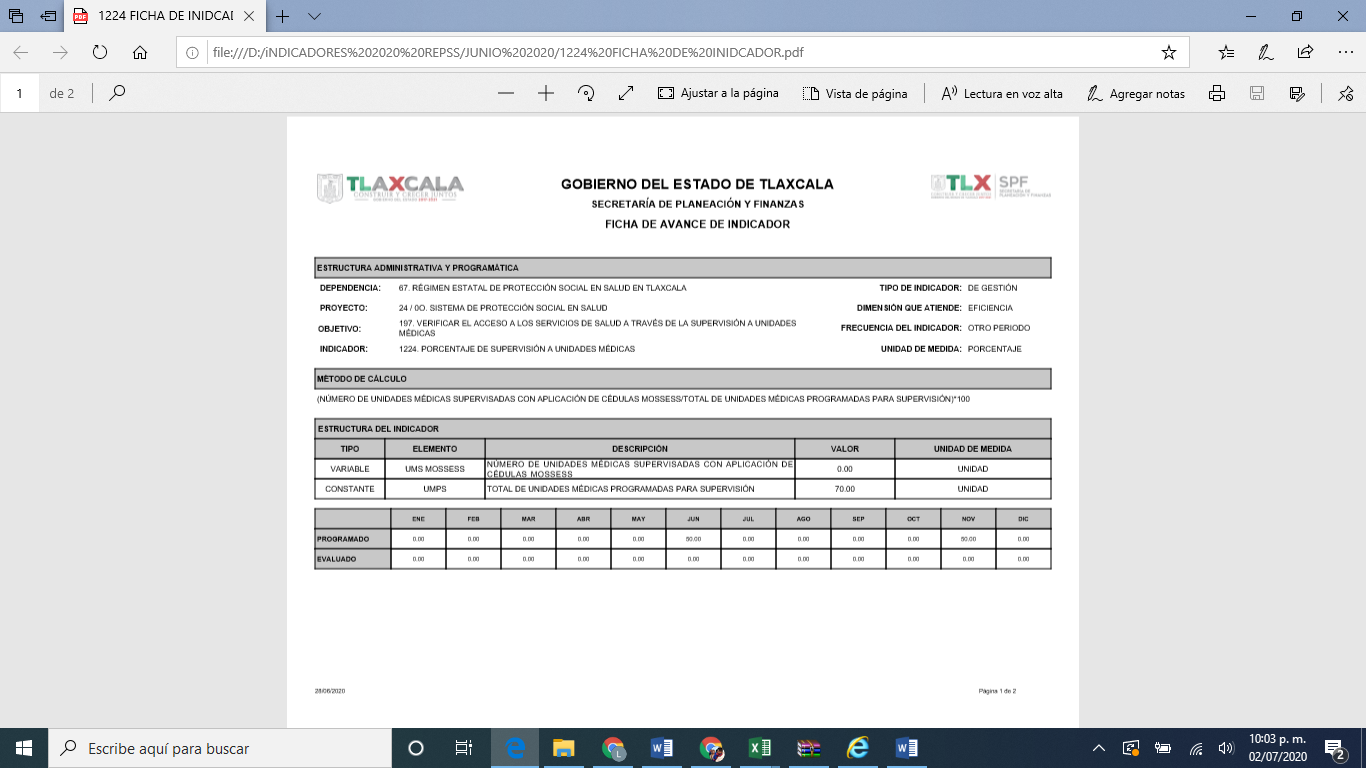 1224 FICHA DE INIDCAI
file:///D:/iNDICADORES%202020%20REPSS/JUNIO%202020/1224%20FICHA%20DE%20INIDCADOR.pdf
1 de 2 Ajustar a la página Vista de página Lectura en voz alta Agregar notas
TLAXCALA
CONSTRUIR Y CRECER JUNTOS
GOBIERNO DEL ESTADO DE TLAXCALA
TLX SPF
SECRETARÍA DE PLANEACIÓN Y FINANZAS
FICHA DE AVANCE DE INDICADOR
ESTRUCTURA ADMINISTRATIVA Y PROGRAMÁTICA
DEPENDENCIA: 67. RÉGIMEN ESTATAL DE PROTECCIÓN SOCIAL EN SALUD EN TLAXCALA TIPO DE INDICADOR: DE GESTIÓN
PROYECTO: 24 / 0O. SISTEMA DE PROTECCIÓN SOCIAL EN SALUD DIMENSIÓN QUE ATIENDE: EFICIENCIA
OBJETIVO: 197. VERIFICAR EL ACCESO A LOS SERVICIOS DE SALUD A TRAVÉS DE LA SUPERVISIÓN A UNIDADES FRECUENCIA DEL INDICADOR: OTRO PERIODO
MÉDICAS
INDICADOR: 1224. PORCENTAJE DE SUPERVISIÓN A UNIDADES MÉDICAS UNIDAD DE MEDIDA: PORCENTAJE
MÉTODO DE CÁLCULO
(NÚMERO DE UNIDADES MÉDICAS SUPERVISADAS CON APLICACIÓN DE CÉDULAS MOSSESS/TOTAL DE UNIDADES MÉDICAS PROGRAMADAS PARA SUPERVISIÓN)*100
ESTRUCTURA DEL INDICADOR
TIPO ELEMENTO DESCRIPCIÓN VALOR UNIDAD DE MEDIDA
VARIABLE UMS MOSSESS NÚMERO DE UNIDADES MÉDICAS SUPERVISADAS CON APLICACIÓN DE 0.00 UNIDAD
CÉDULAS MOSSESS
CONSTANTE UMPS TOTAL DE UNIDADES MÉDICAS PROGRAMADAS PARA SUPERVISIÓN 70.00 UNIDAD
ENE FEB MAR ABR MAY JUN JUL AGO SEP OCT NOV DIC
PROGRAMADO 0.00 0.00 0.00 0.00 0.00 50.00 0.00 0.00 0.00 0.00 50.00 0.00
EVALUADO 0.00 0.00 0.00 0.00 0.00 0.00 0.00 0.00 0.00 0.00 0.00 0.00
28/06/2020 Página 1 de 2
Escribe aquí para buscar
10:03 p. m.
02/07/2020
2